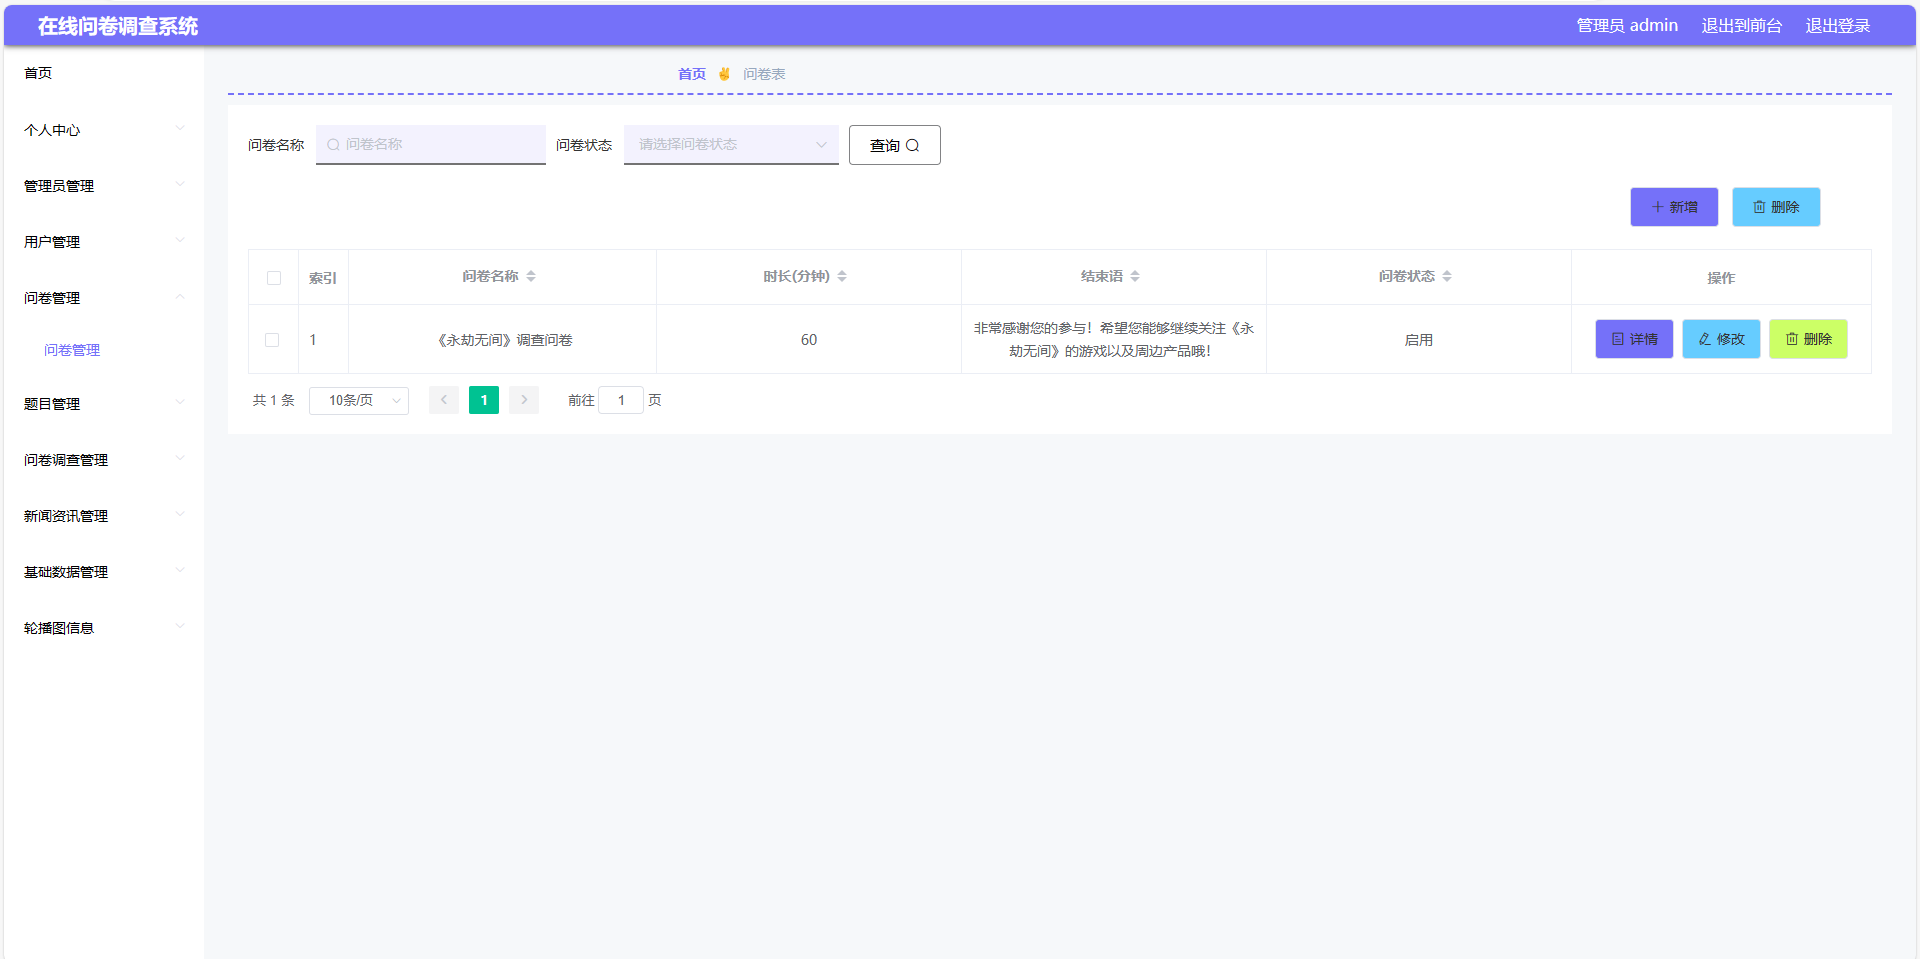 在线问卷调查系统
管理员 admin 退出到前台 退出登录
首页
个人中心
管理员管理
用户管理
问卷管理
问卷管理
题目管理
问卷调查管理
新闻资讯管理
基础数据管理
轮播图信息
首页 ✌ 问卷表
问卷名称 问卷名称 问卷状态 请选择问卷状态 查询
新增 删除
索引 问卷名称 时长(分钟) 结束语 问卷状态 操作
1 《永劫无间》调查问卷 60 非常感谢您的参与！希望您能够继续关注《永
劫无间》的游戏以及周边产品哦！ 启用 详情 修改 删除
共 1 条 10条/页 1 前往 1 页